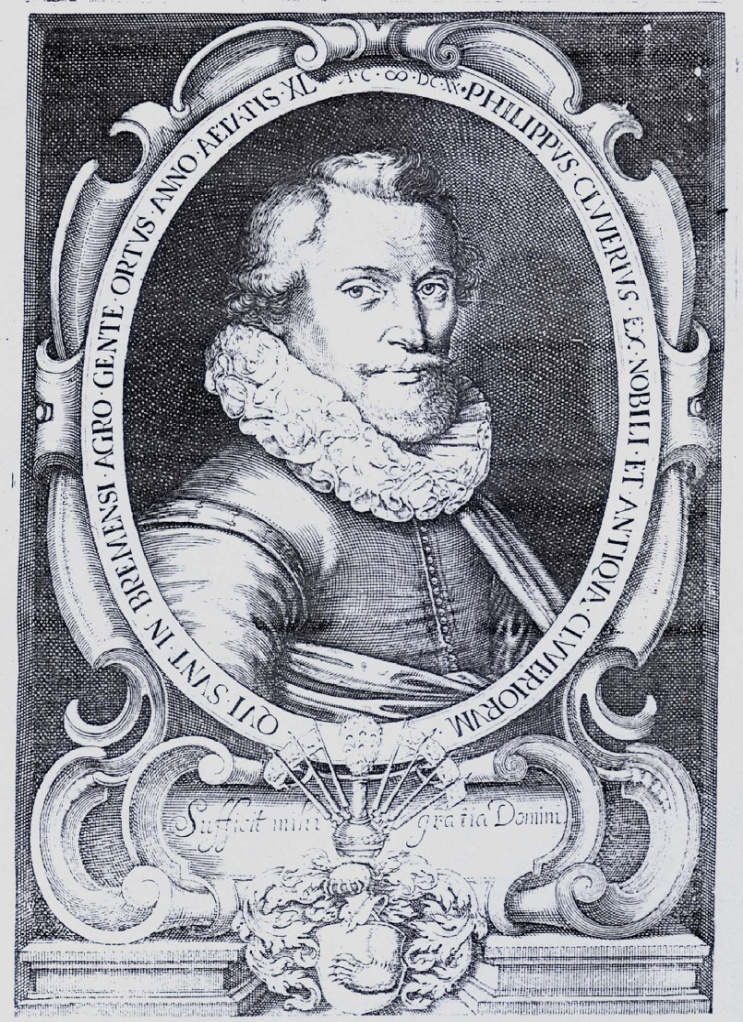 PHILIPPVS · CLVVERIVS · EX · NOBILI · ET · ANTIQVA · CLVVERIORVM · QVI · SVNT · IN · BREMENSI · AGRO · GENTE · ORTVS · ANNO · AETATIS · XL
Sufficit mihi gratia Domini